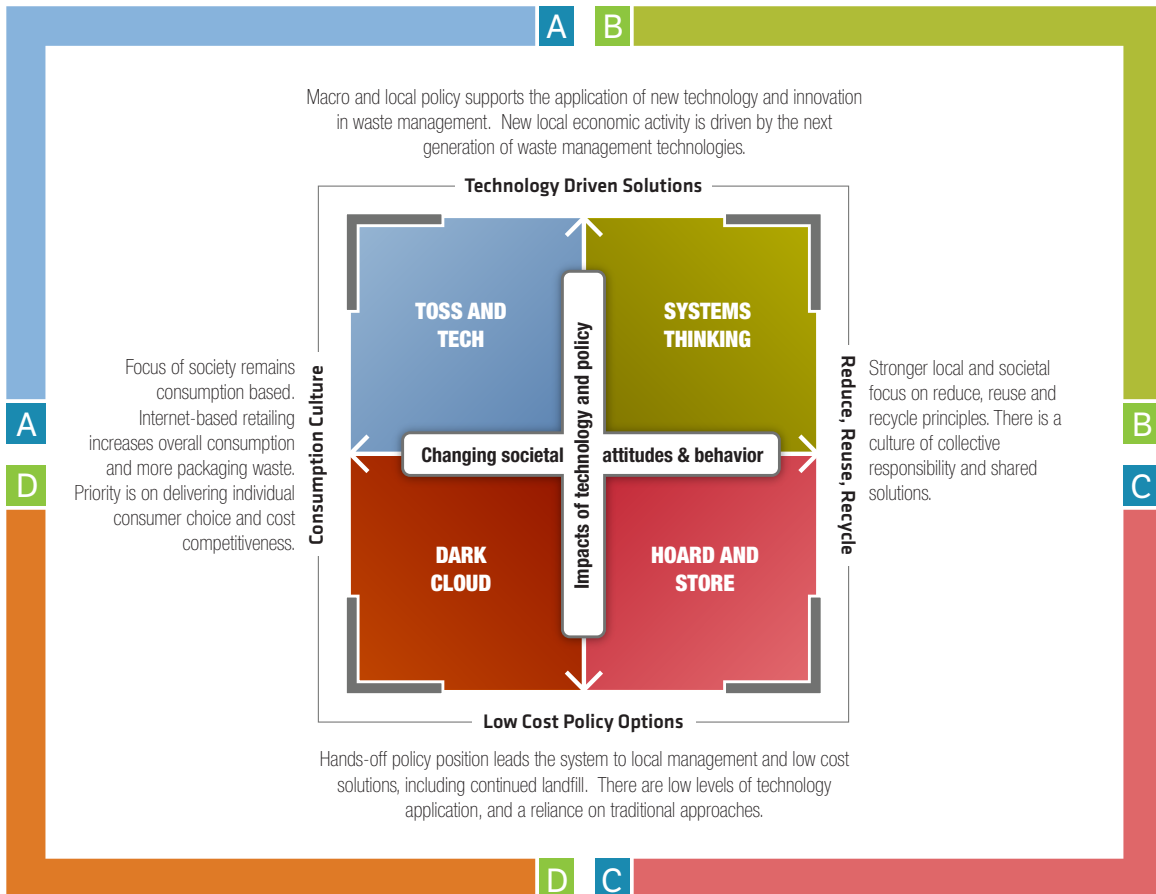 A B
Macro and local policy supports the application of new technology and innovation
in waste management. New local economic activity is driven by the next
generation of waste management technologies.
Technology Driven Solutions
TOSS AND
TECH
SYSTEMS
THINKING
Focus of society remains
consumption based.
Internet-based retailing
increases overall consumption
and more packaging waste.
Priority is on delivering individual
consumer choice and cost
competitiveness.
Consumption Culture
Impacts of technology and policy
Changing societal attitudes & behavior
Reduce, Reuse, Recycle
Stronger local and societal
focus on reduce, reuse and
recycle principles. There is a
culture of collective
responsibility and shared
solutions.
A
B
D
C
DARK
CLOUD
HOARD AND
STORE
Low Cost Policy Options
Hands-off policy position leads the system to local management and low cost
solutions, including continued landfill. There are low levels of technology
application, and a reliance on traditional approaches.
D C